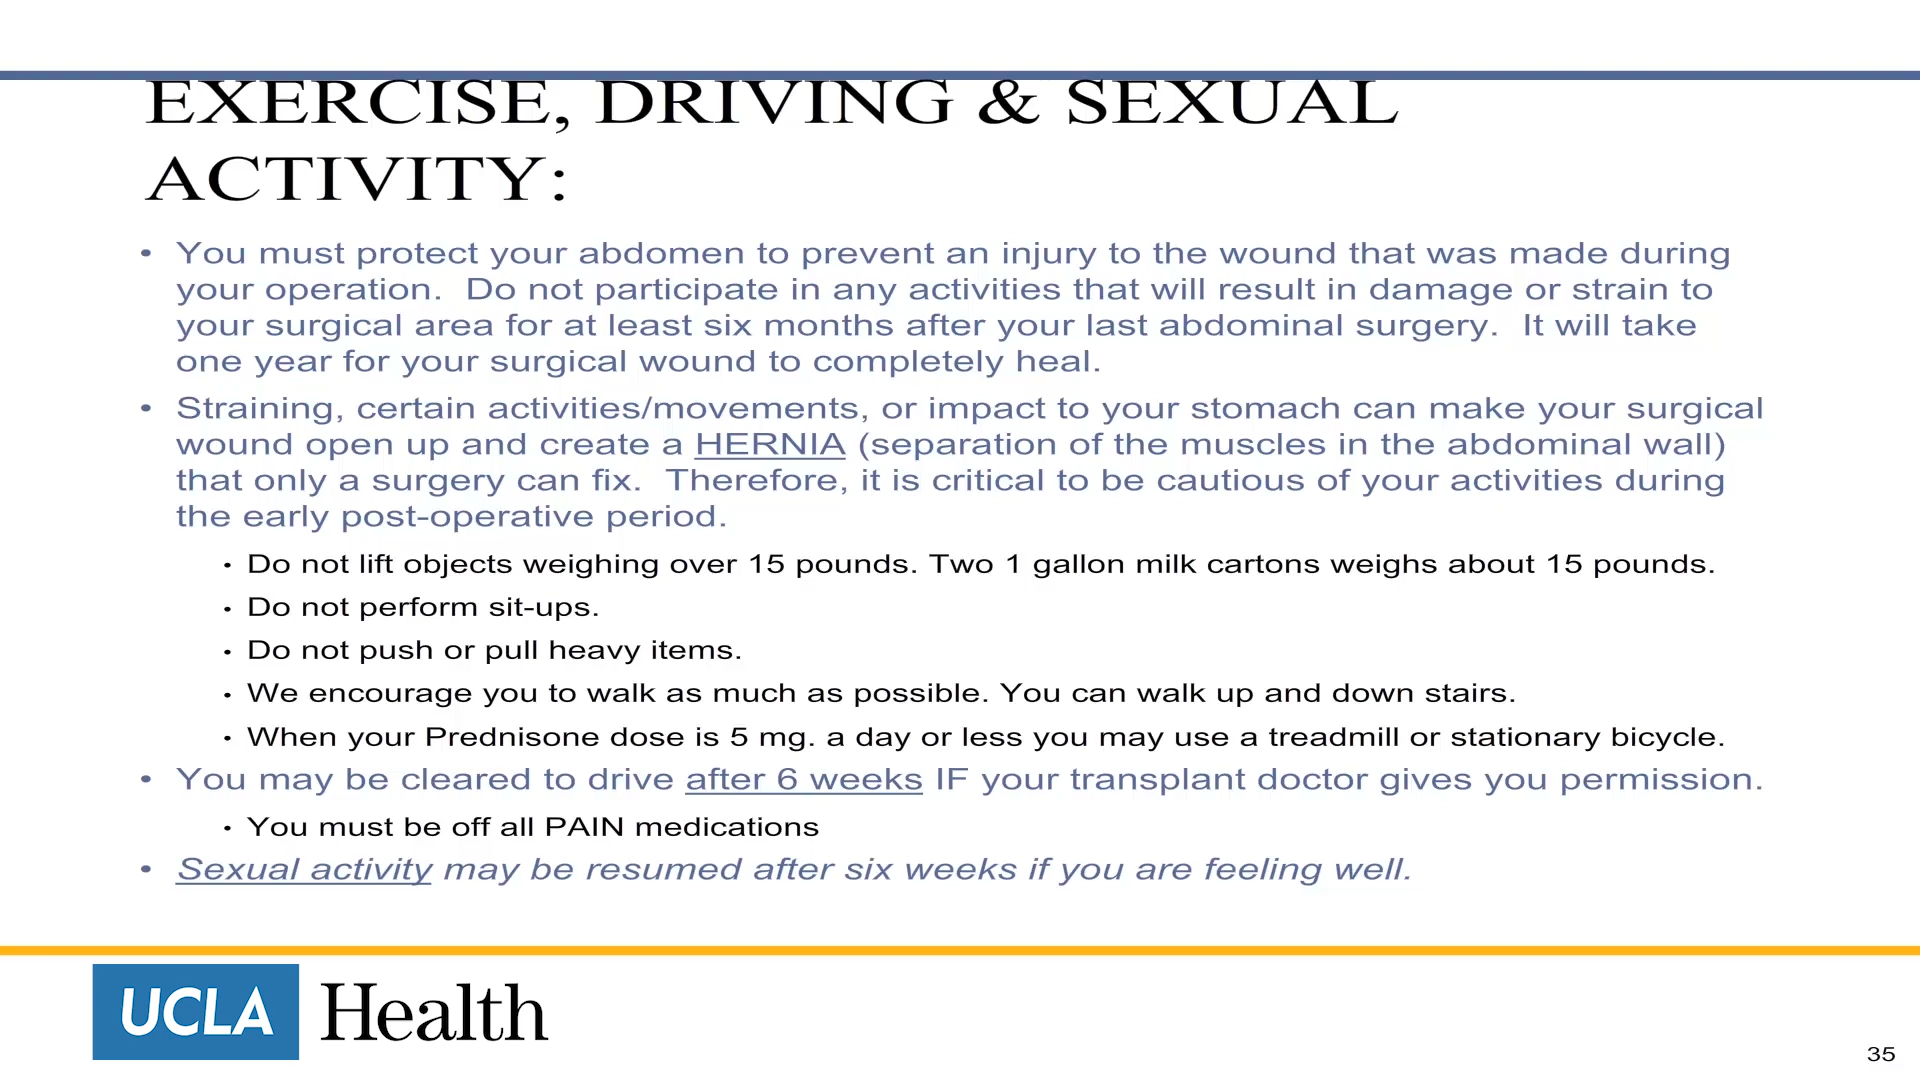 EXERCISE, DRIVING & SEXUAL
ACTIVITY:
• You must protect your abdomen to prevent an injury to the wound that was made during
your operation.  Do not participate in any activities that will result in damage or strain to
your surgical area for at least six months after your last abdominal surgery.  It will take
one year for your surgical wound to completely heal.
• Straining, certain activities/movements, or impact to your stomach can make your surgical
wound open up and create a HERNIA (separation of the muscles in the abdominal wall)
that only a surgery can fix.  Therefore, it is critical to be cautious of your activities during
the early post-operative period.
• Do not lift objects weighing over 15 pounds. Two 1 gallon milk cartons weighs about 15 pounds.
• Do not perform sit-ups.
• Do not push or pull heavy items.
• We encourage you to walk as much as possible. You can walk up and down stairs.
• When your Prednisone dose is 5 mg. a day or less you may use a treadmill or stationary bicycle.
• You may be cleared to drive after 6 weeks IF your transplant doctor gives you permission.
• You must be off all PAIN medications
• Sexual activity may be resumed after six weeks if you are feeling well.
UCLA Health
35